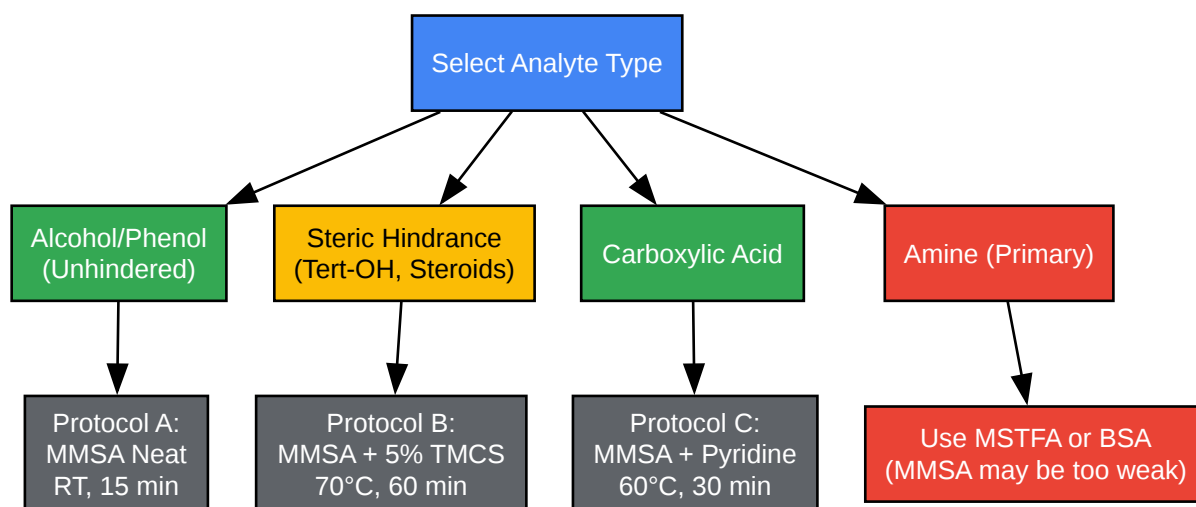 Select Analyte Type
Alcohol/Phenol
(Unhindered)
Steric Hindrance
(Tert-OH, Steroids)
Carboxylic Acid
Amine (Primary)
Protocol A:
MMSA Neat
RT, 15 min
Protocol B:
MMSA + 5% TMCS
70°C, 60 min
Protocol C:
MMSA + Pyridine
60°C, 30 min
Use MSTFA or BSA
(MMSA may be too weak)